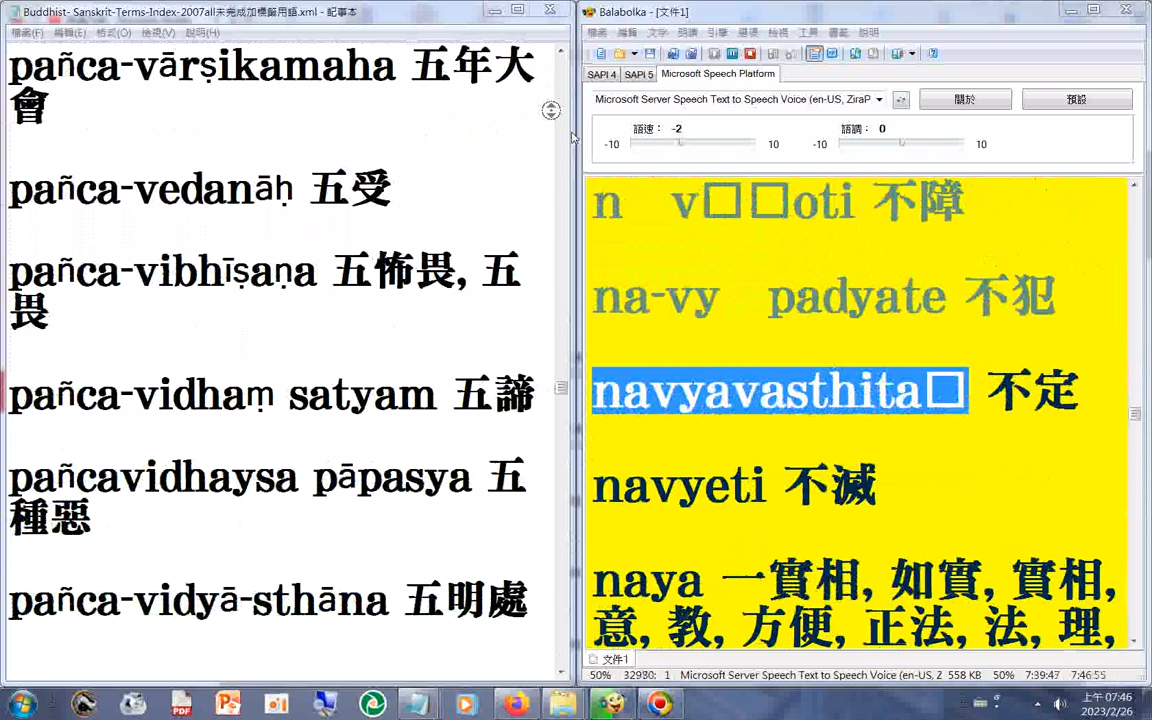 Buddhist- Sanskrit-Terms-Index-2007all未完成加標籤用語.xml - 記事本
檔案(F) 編輯(E) 格式(O) 檢視(V) 說明(H)
pañca-vārṣikamaha 五年大
會
pañca-vedanāḥ 五受
pañca-vibhīṣaṇa 五怖畏, 五
畏
pañca-vidhaṃ satyam 五諦
pañcavidhaysa pāpasya 五
種惡
pañca-vidyā-sthāna 五明處
Balabolka - [文件1]
檔案 編輯 文字 朗讀 引擎 選項 檢視 工具 書籤 說明
SAPI 4 SAPI 5 Microsoft Speech Platform
Microsoft Server Speech Text to Speech Voice (en-US, ZiraP
關於 預設
語速： -2 語調： 0
-10 10 -10 10
n v□□oti 不障
na-vy padyate 不犯
navyavasthita□ 不定
navyeti 不滅
naya 一實相, 如實, 實相,
意, 教, 方便, 正法, 法, 理,
文件1
50% 32980: 1 Microsoft Server Speech Text to Speech Voice (en-US, Z 558 KB 50% 7:39:47 7:46:55
上午 07:46
2023/2/26